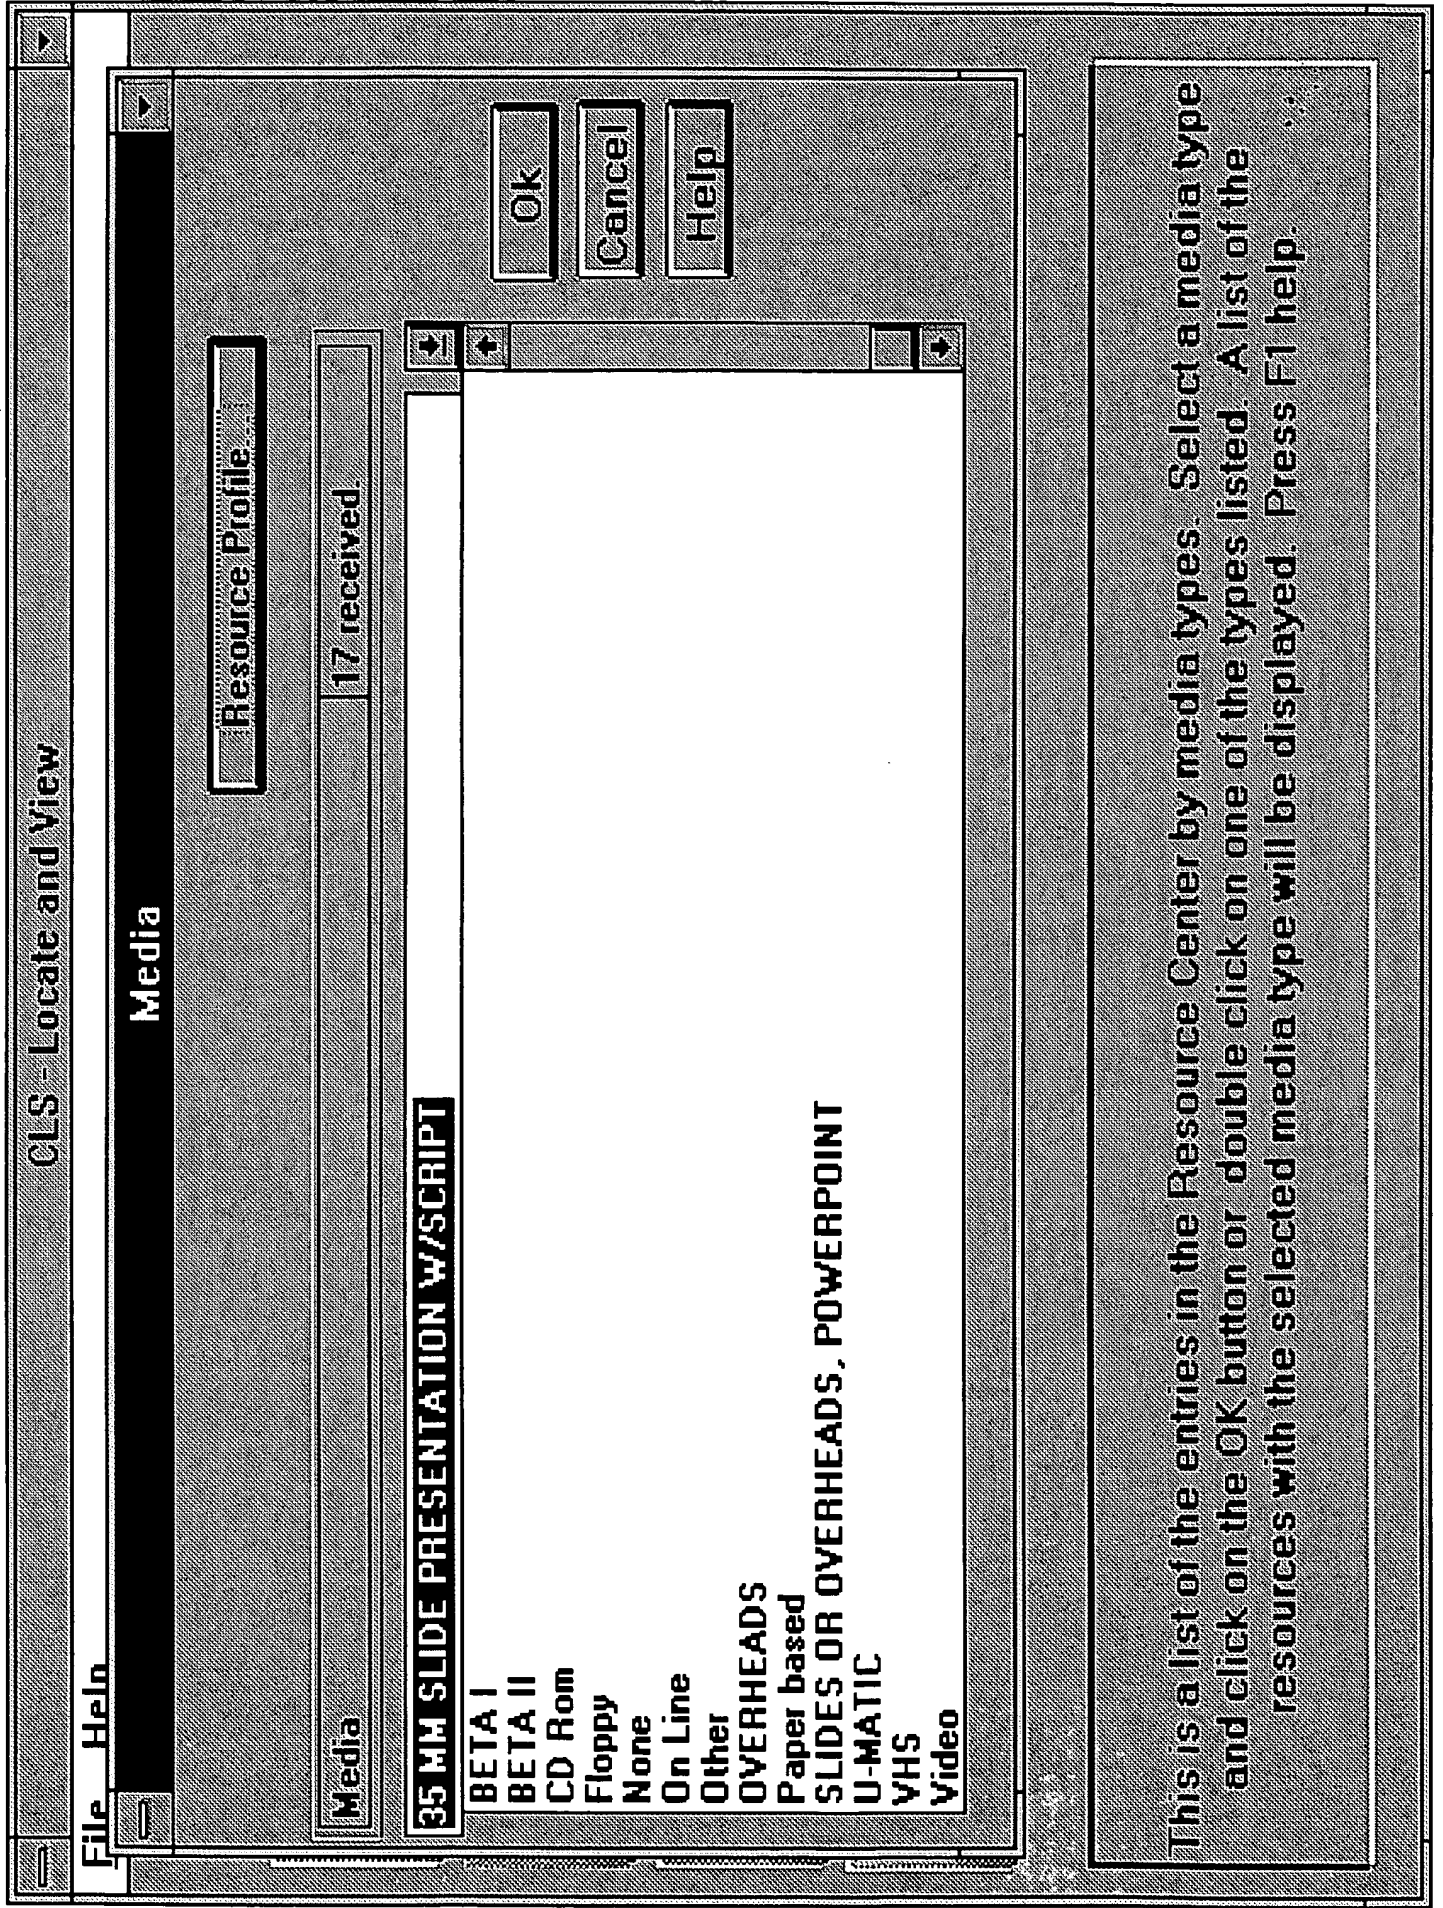 CLS - Locate and View
File Help
Media
Resource Profile...
Media 17 received.
35 MM SLIDE PRESENTATION W/SCRIPT
BETA I
BETA II
CD Rom
Floppy
None
On Line
Other
OVERHEADS
Paper based
SLIDES OR OVERHEADS, POWERPOINT
U-MATIC
VHS
Video
Ok
Cancel
Help
This is a list of the entries in the Resource Center by media types. Select a media type
and click on the OK button or double click on one of the types listed. A list of the
resources with the selected media type will be displayed. Press F1 help.